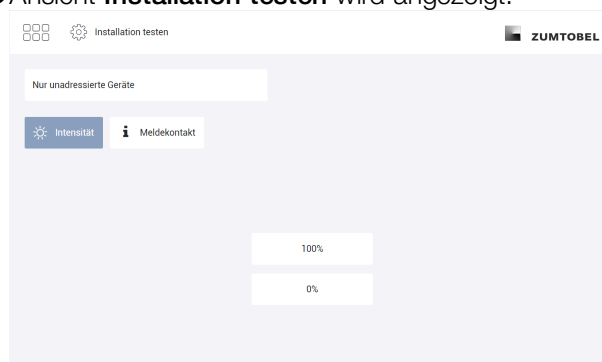 Ansicht Installation testen wird angezeigt.
Installation testen
ZUMTOBEL
Nur unadressierte Geräte
Intensität
Meldekontakt
100%
0%